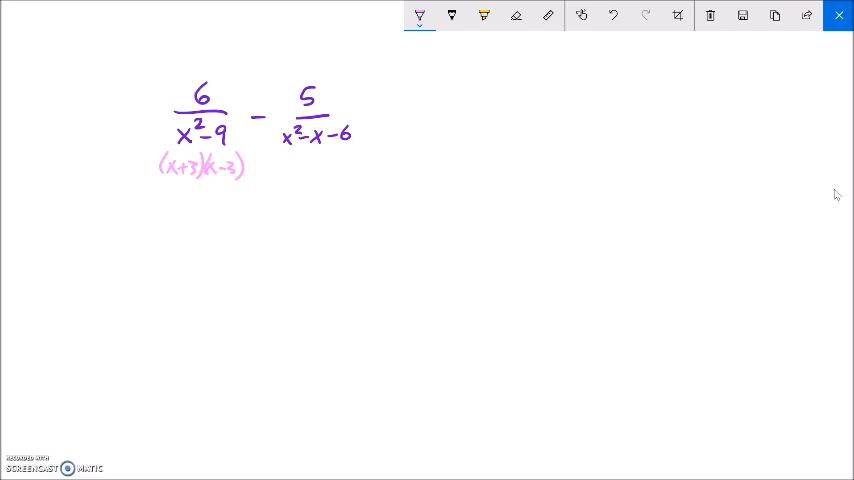 6/(x²-9) - 5/(x²-x-6)
(x+3)(x-3)
RECORDED WITH
SCREENCAST MATIC